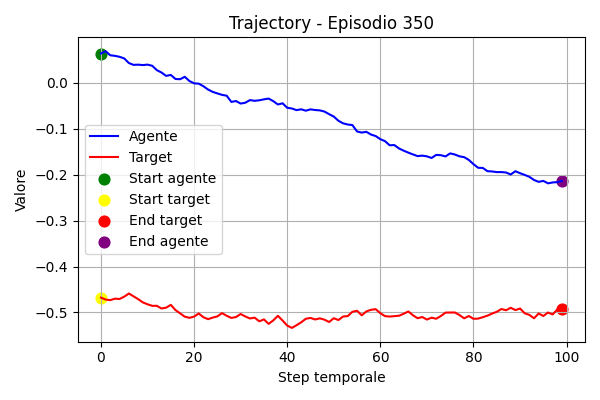 Trajectory - Episodio 350
Valore
0.0
−0.1
−0.2
−0.3
−0.4
−0.5
Agente
Target
Start agente
Start target
End target
End agente
0 20 40 60 80 100
Step temporale